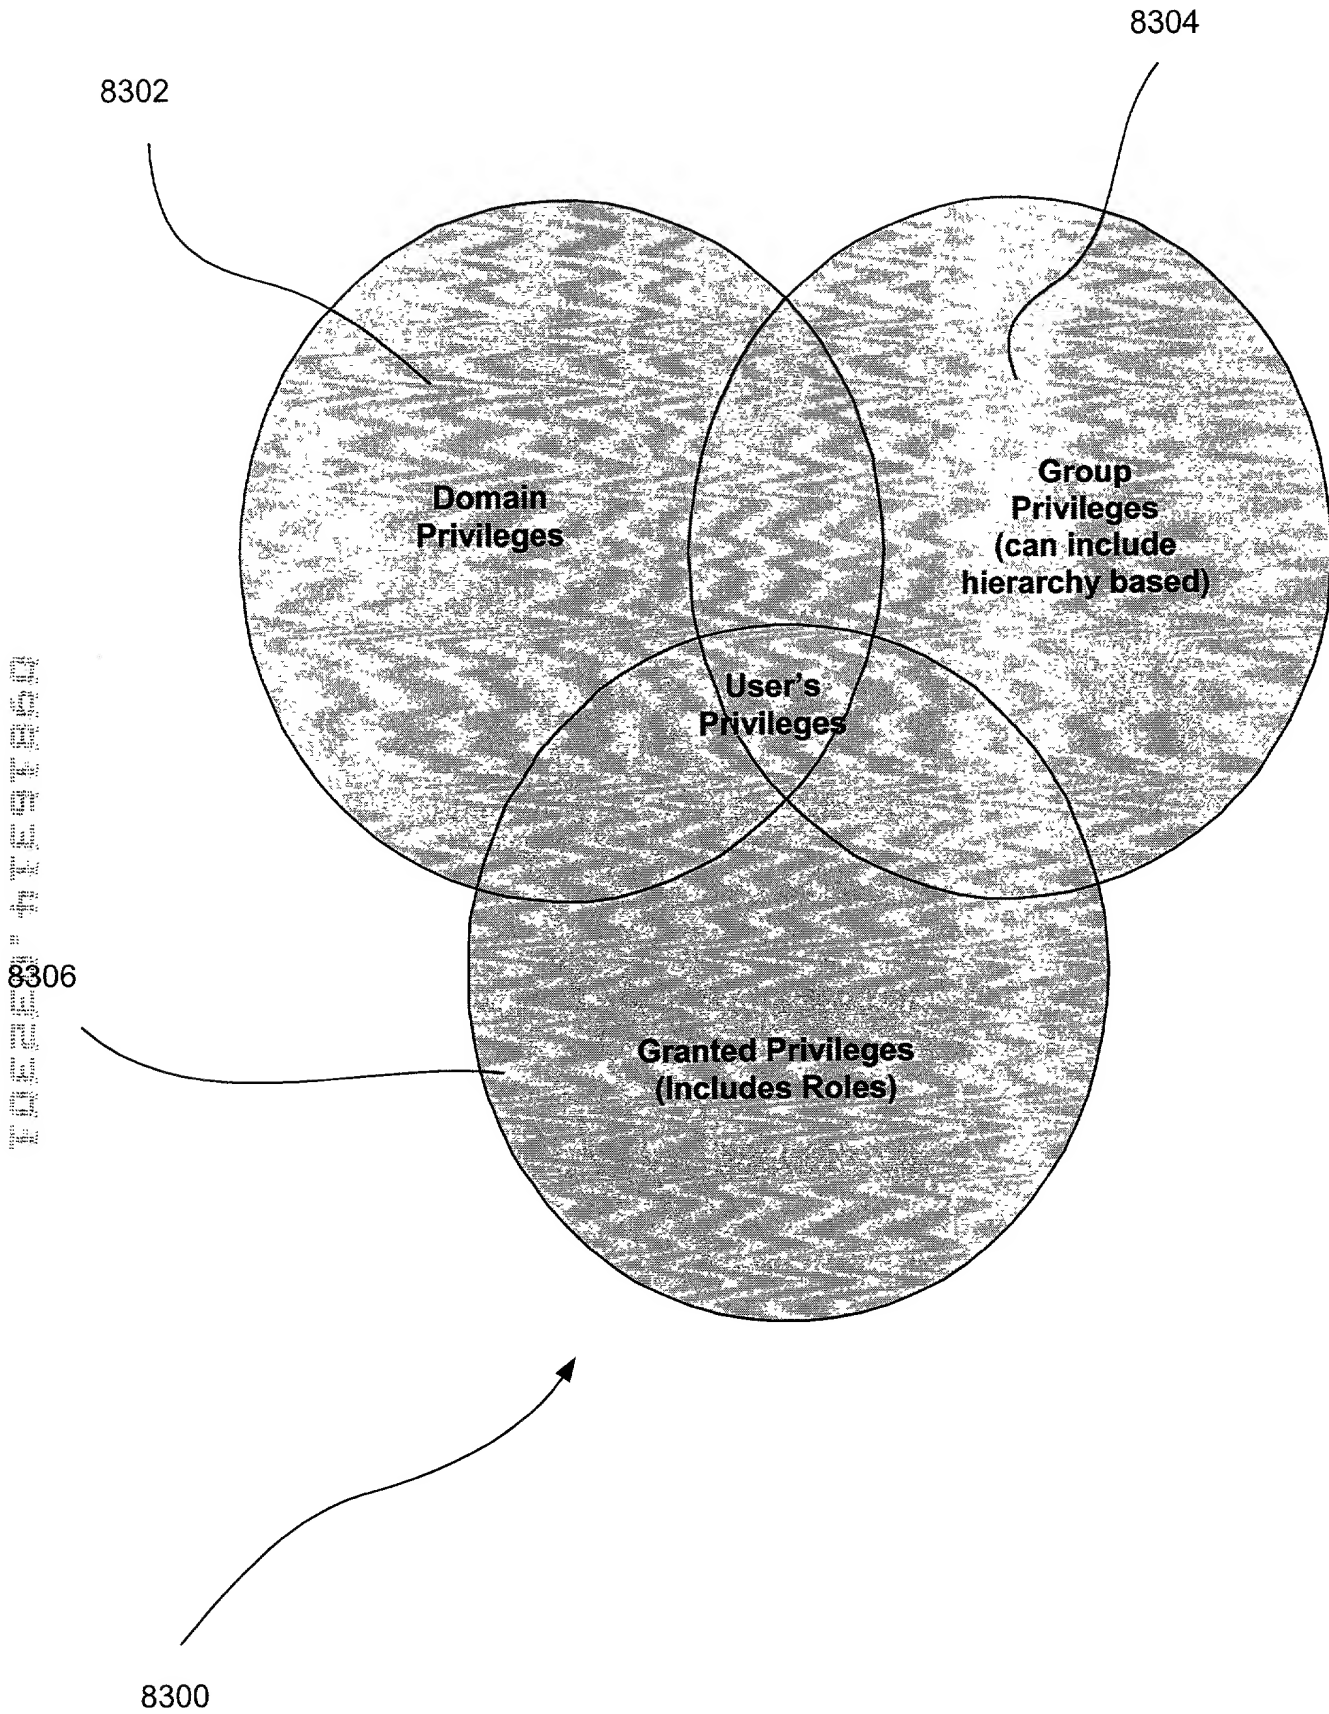 8304
8302
Domain
Privileges
Group
Privileges
(can include
hierarchy based)
User's
Privileges
8306
Granted Privileges
(Includes Roles)
8300